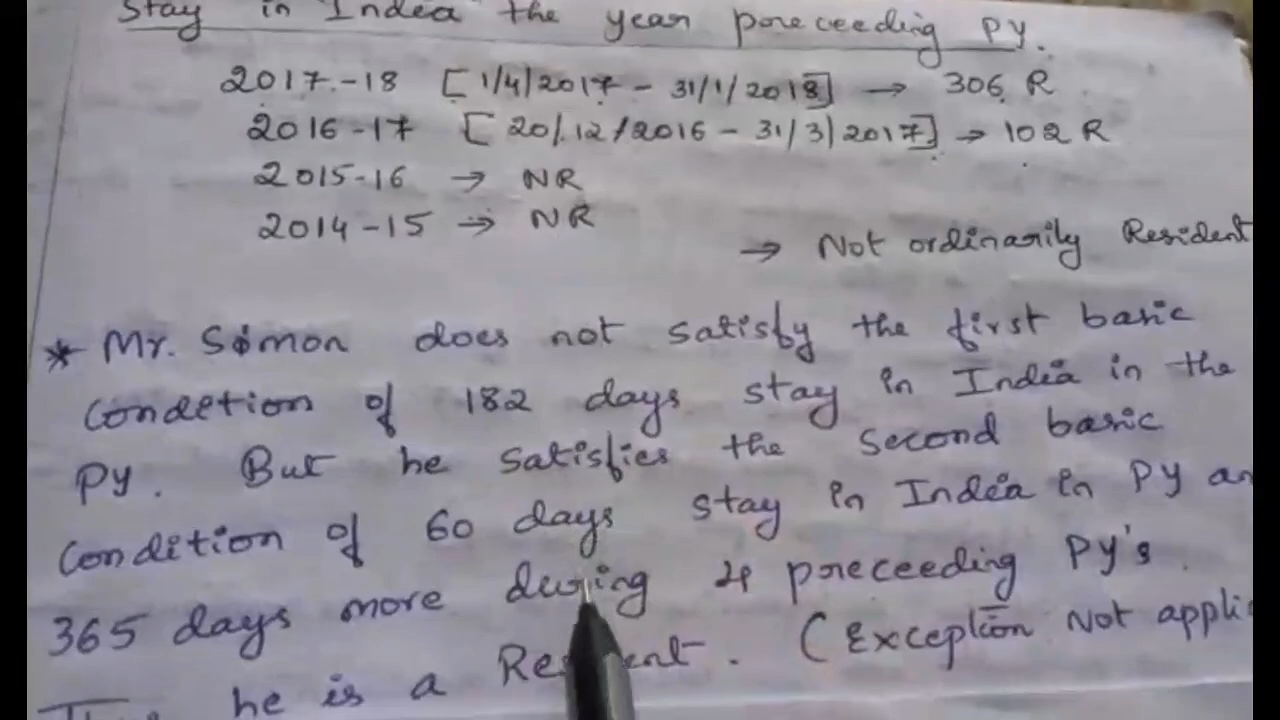 Stay in India the year preceeding PY.
2017-18 [1/4/2017 - 31/1/2018] → 306 R
2016-17 [20/12/2016 - 31/3/2017] → 102 R
2015-16 → NR
2014-15 → NR
→ Not ordinarily Resident
* Mr. Simon does not satisfy the first basic
condition of 182 days stay in India in the
PY. But he satisfies the second basic
condition of 60 days stay in India in PY an
365 days more during 4 preceeding PY's.
he is a Resident. (Exception Not appli